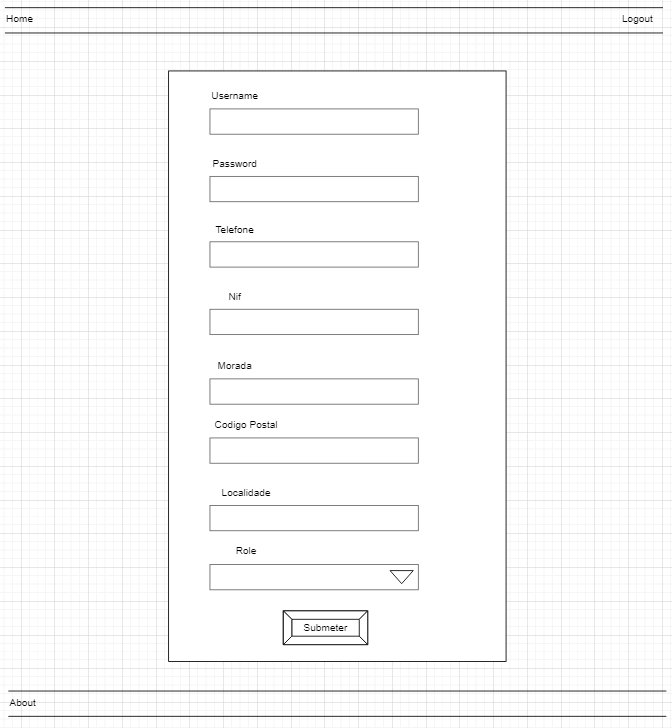 Home
Logout
Username
Password
Telefone
Nif
Morada
Codigo Postal
Localidade
Role
Submeter
About